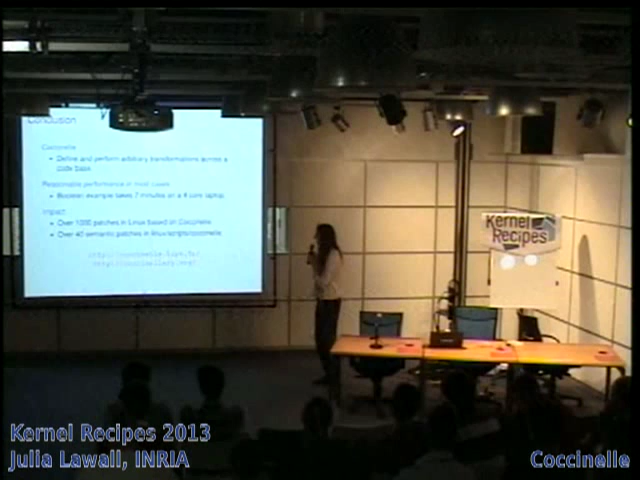 Conclusion
Coccinelle
Define and perform arbitrary transformations across a
code base.
Reasonable performance in most cases
Boolean example takes 7 minutes on a 4 core laptop.
Impact
Over 1000 patches in Linux based on Coccinelle
Over 40 semantic patches in linux/scripts/coccinelle
Kernel
Recipes
Kernel Recipes 2013
Julia Lawall, INRIA
Coccinelle